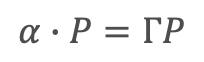 α · P = ΓP